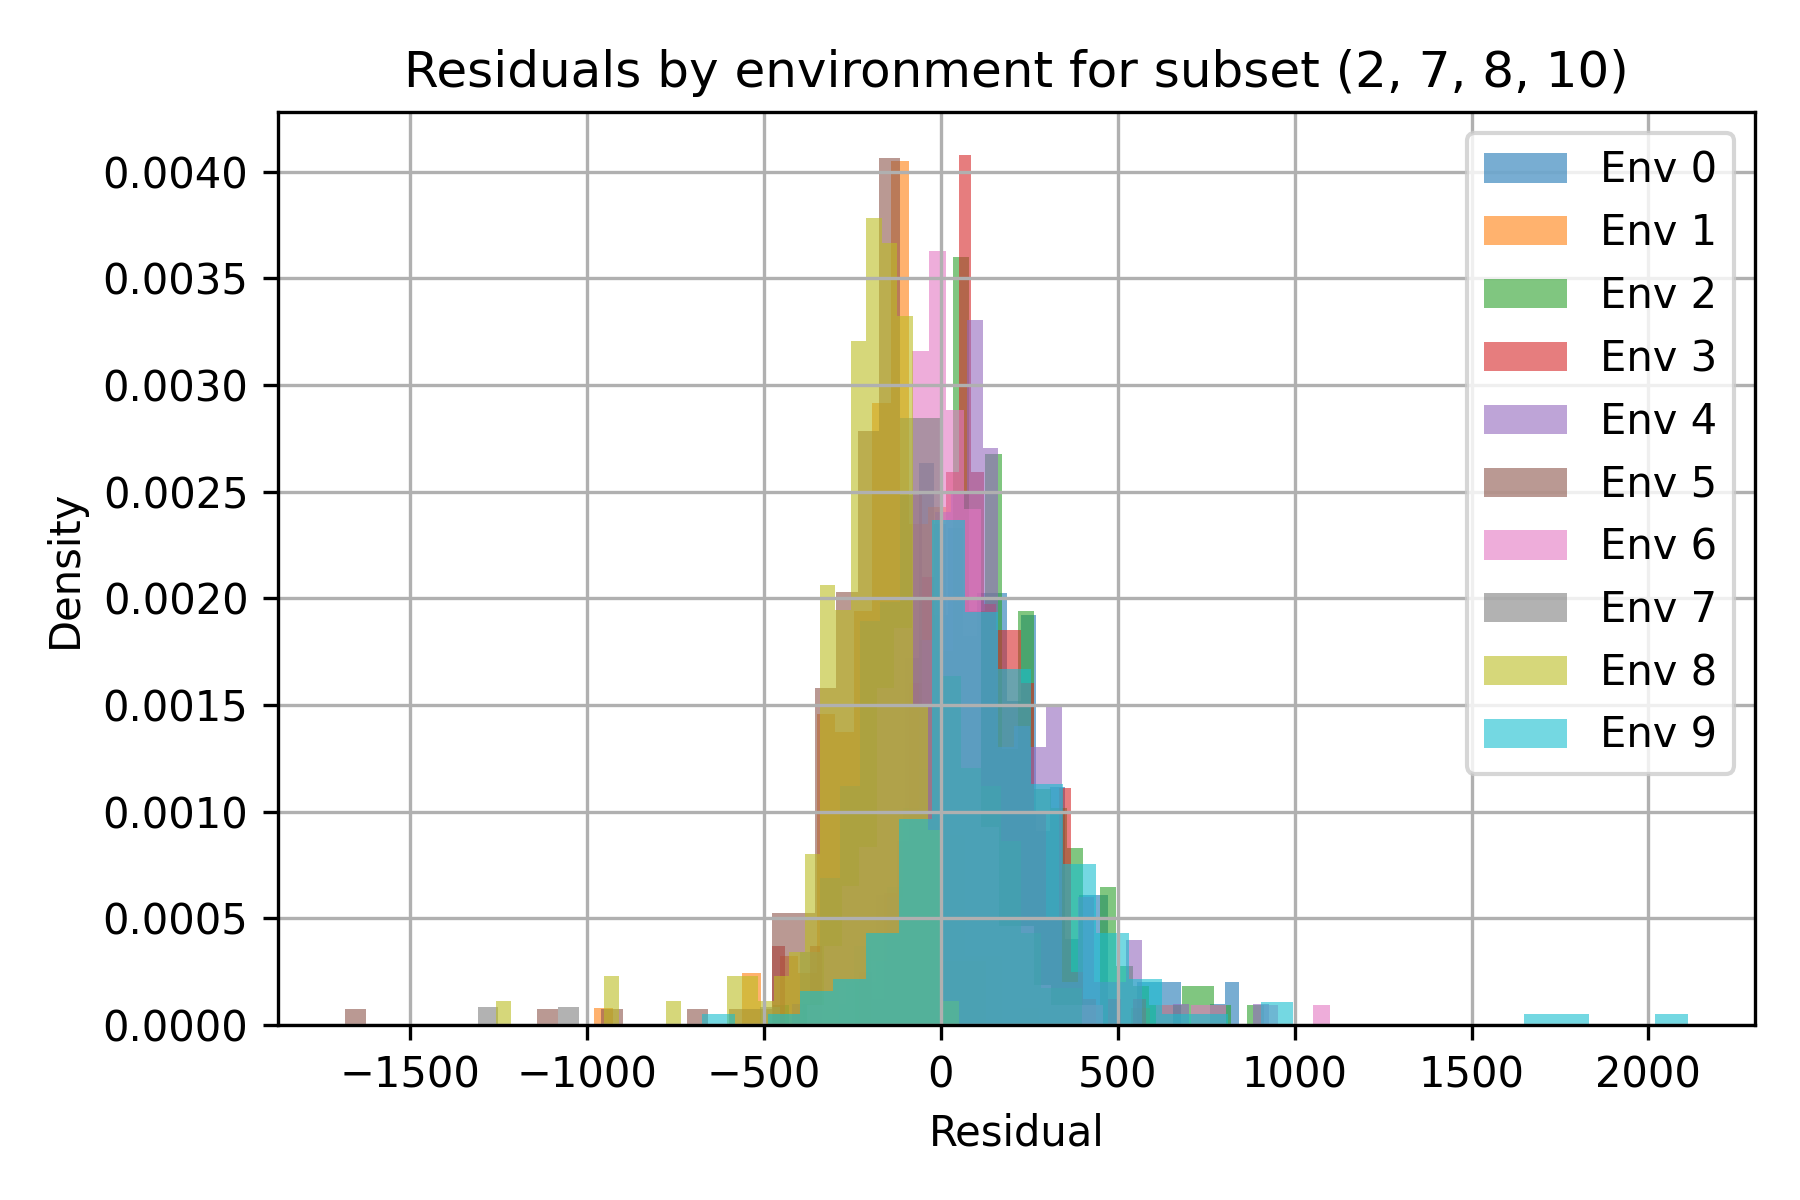 Residuals by environment for subset (2, 7, 8, 10)
0.0040
0.0035
0.0030
0.0025
0.0020
0.0015
0.0010
0.0005
0.0000
Density
Env 0
Env 1
Env 2
Env 3
Env 4
Env 5
Env 6
Env 7
Env 8
Env 9
−1500 −1000 −500 0 500 1000 1500 2000
Residual